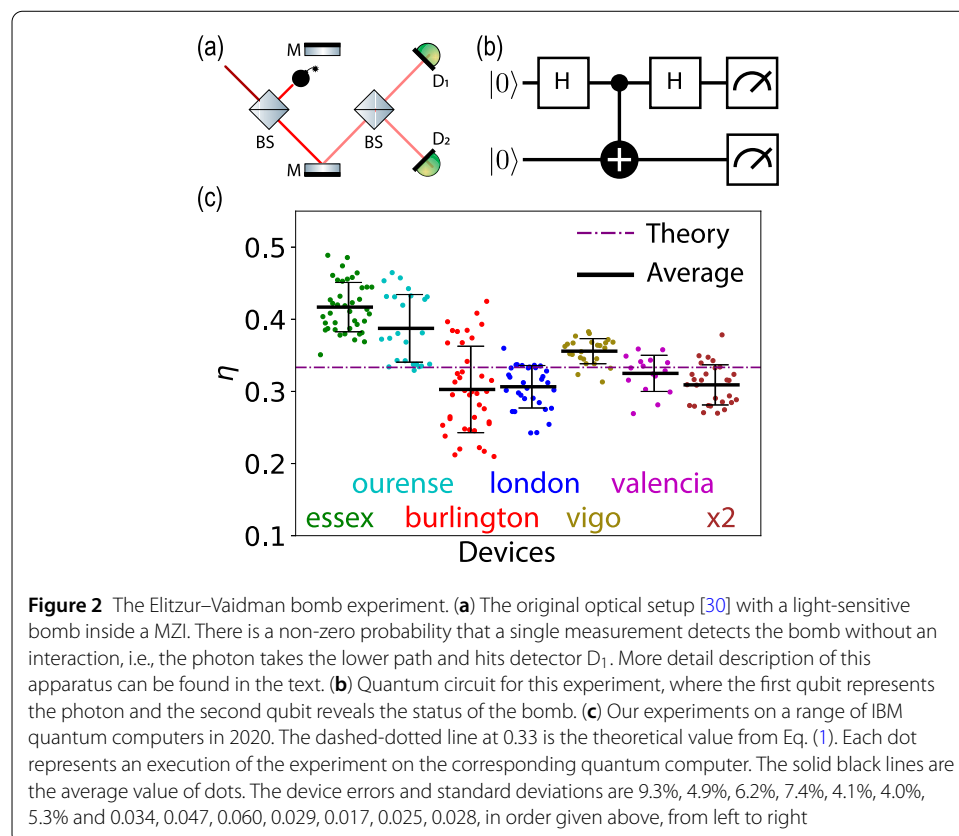 (a)
M
D1
BS
BS
M
D2
(b)
|0⟩ H H
|0⟩
(c)
Theory
Average
0.5
0.4
0.3
0.2
0.1
η
ourense london valencia
essex burlington vigo x2
Devices
Figure 2 The Elitzur–Vaidman bomb experiment. (a) The original optical setup [30] with a light-sensitive
bomb inside a MZI. There is a non-zero probability that a single measurement detects the bomb without an
interaction, i.e., the photon takes the lower path and hits detector D1. More detail description of this
apparatus can be found in the text. (b) Quantum circuit for this experiment, where the first qubit represents
the photon and the second qubit reveals the status of the bomb. (c) Our experiments on a range of IBM
quantum computers in 2020. The dashed-dotted line at 0.33 is the theoretical value from Eq. (1). Each dot
represents an execution of the experiment on the corresponding quantum computer. The solid black lines are
the average value of dots. The device errors and standard deviations are 9.3%, 4.9%, 6.2%, 7.4%, 4.1%, 4.0%,
5.3% and 0.034, 0.047, 0.060, 0.029, 0.017, 0.025, 0.028, in order given above, from left to right